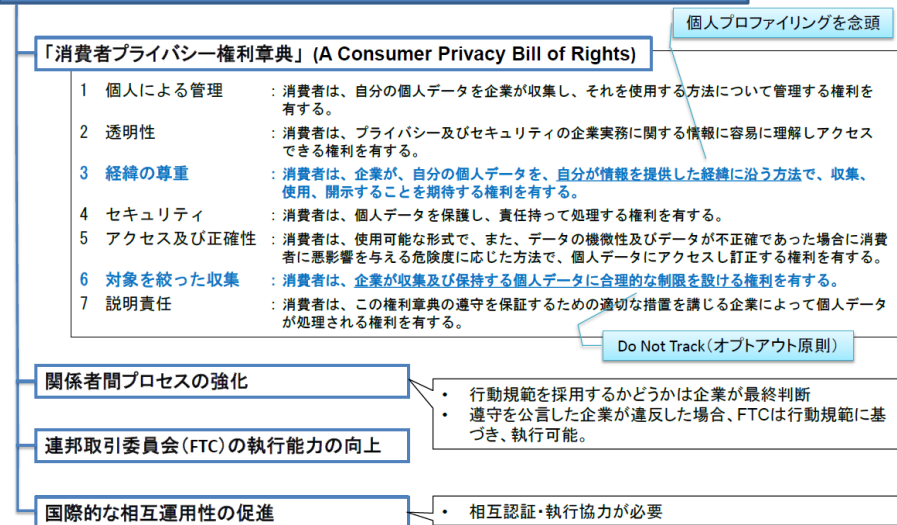 個人プロファイリングを念頭
「消費者プライバシー権利章典」 (A Consumer Privacy Bill of Rights)
1 個人による管理 : 消費者は、自分の個人データを企業が収集し、それを使用する方法について管理する権利を
有する。
2 透明性 : 消費者は、プライバシー及びセキュリティの企業実務に関する情報に容易に理解しアクセス
できる権利を有する。
3 経緯の尊重 : 消費者は、企業が、自分の個人データを、自分が情報を提供した経緯に沿う方法で、収集、
使用、開示することを期待する権利を有する。
4 セキュリティ : 消費者は、個人データを保護し、責任持って処理する権利を有する。
5 アクセス及び正確性 : 消費者は、使用可能な形式で、また、データの機微性及びデータが不正確であった場合に消費
者に悪影響を与える危険度に応じた方法で、個人データにアクセスし訂正する権利を有する。
6 対象を絞った収集 : 消費者は、企業が収集及び保持する個人データに合理的な制限を設ける権利を有する。
7 説明責任 : 消費者は、この権利章典の遵守を保証するための適切な措置を講じる企業によって個人データ
が処理される権利を有する。
Do Not Track(オプトアウト原則)
関係者間プロセスの強化
・ 行動規範を採用するかどうかは企業が最終判断
・ 遵守を公言した企業が違反した場合、FTCは行動規範に基
づき、執行可能。
連邦取引委員会(FTC)の執行能力の向上
国際的な相互運用性の促進
・ 相互認証・執行協力が必要